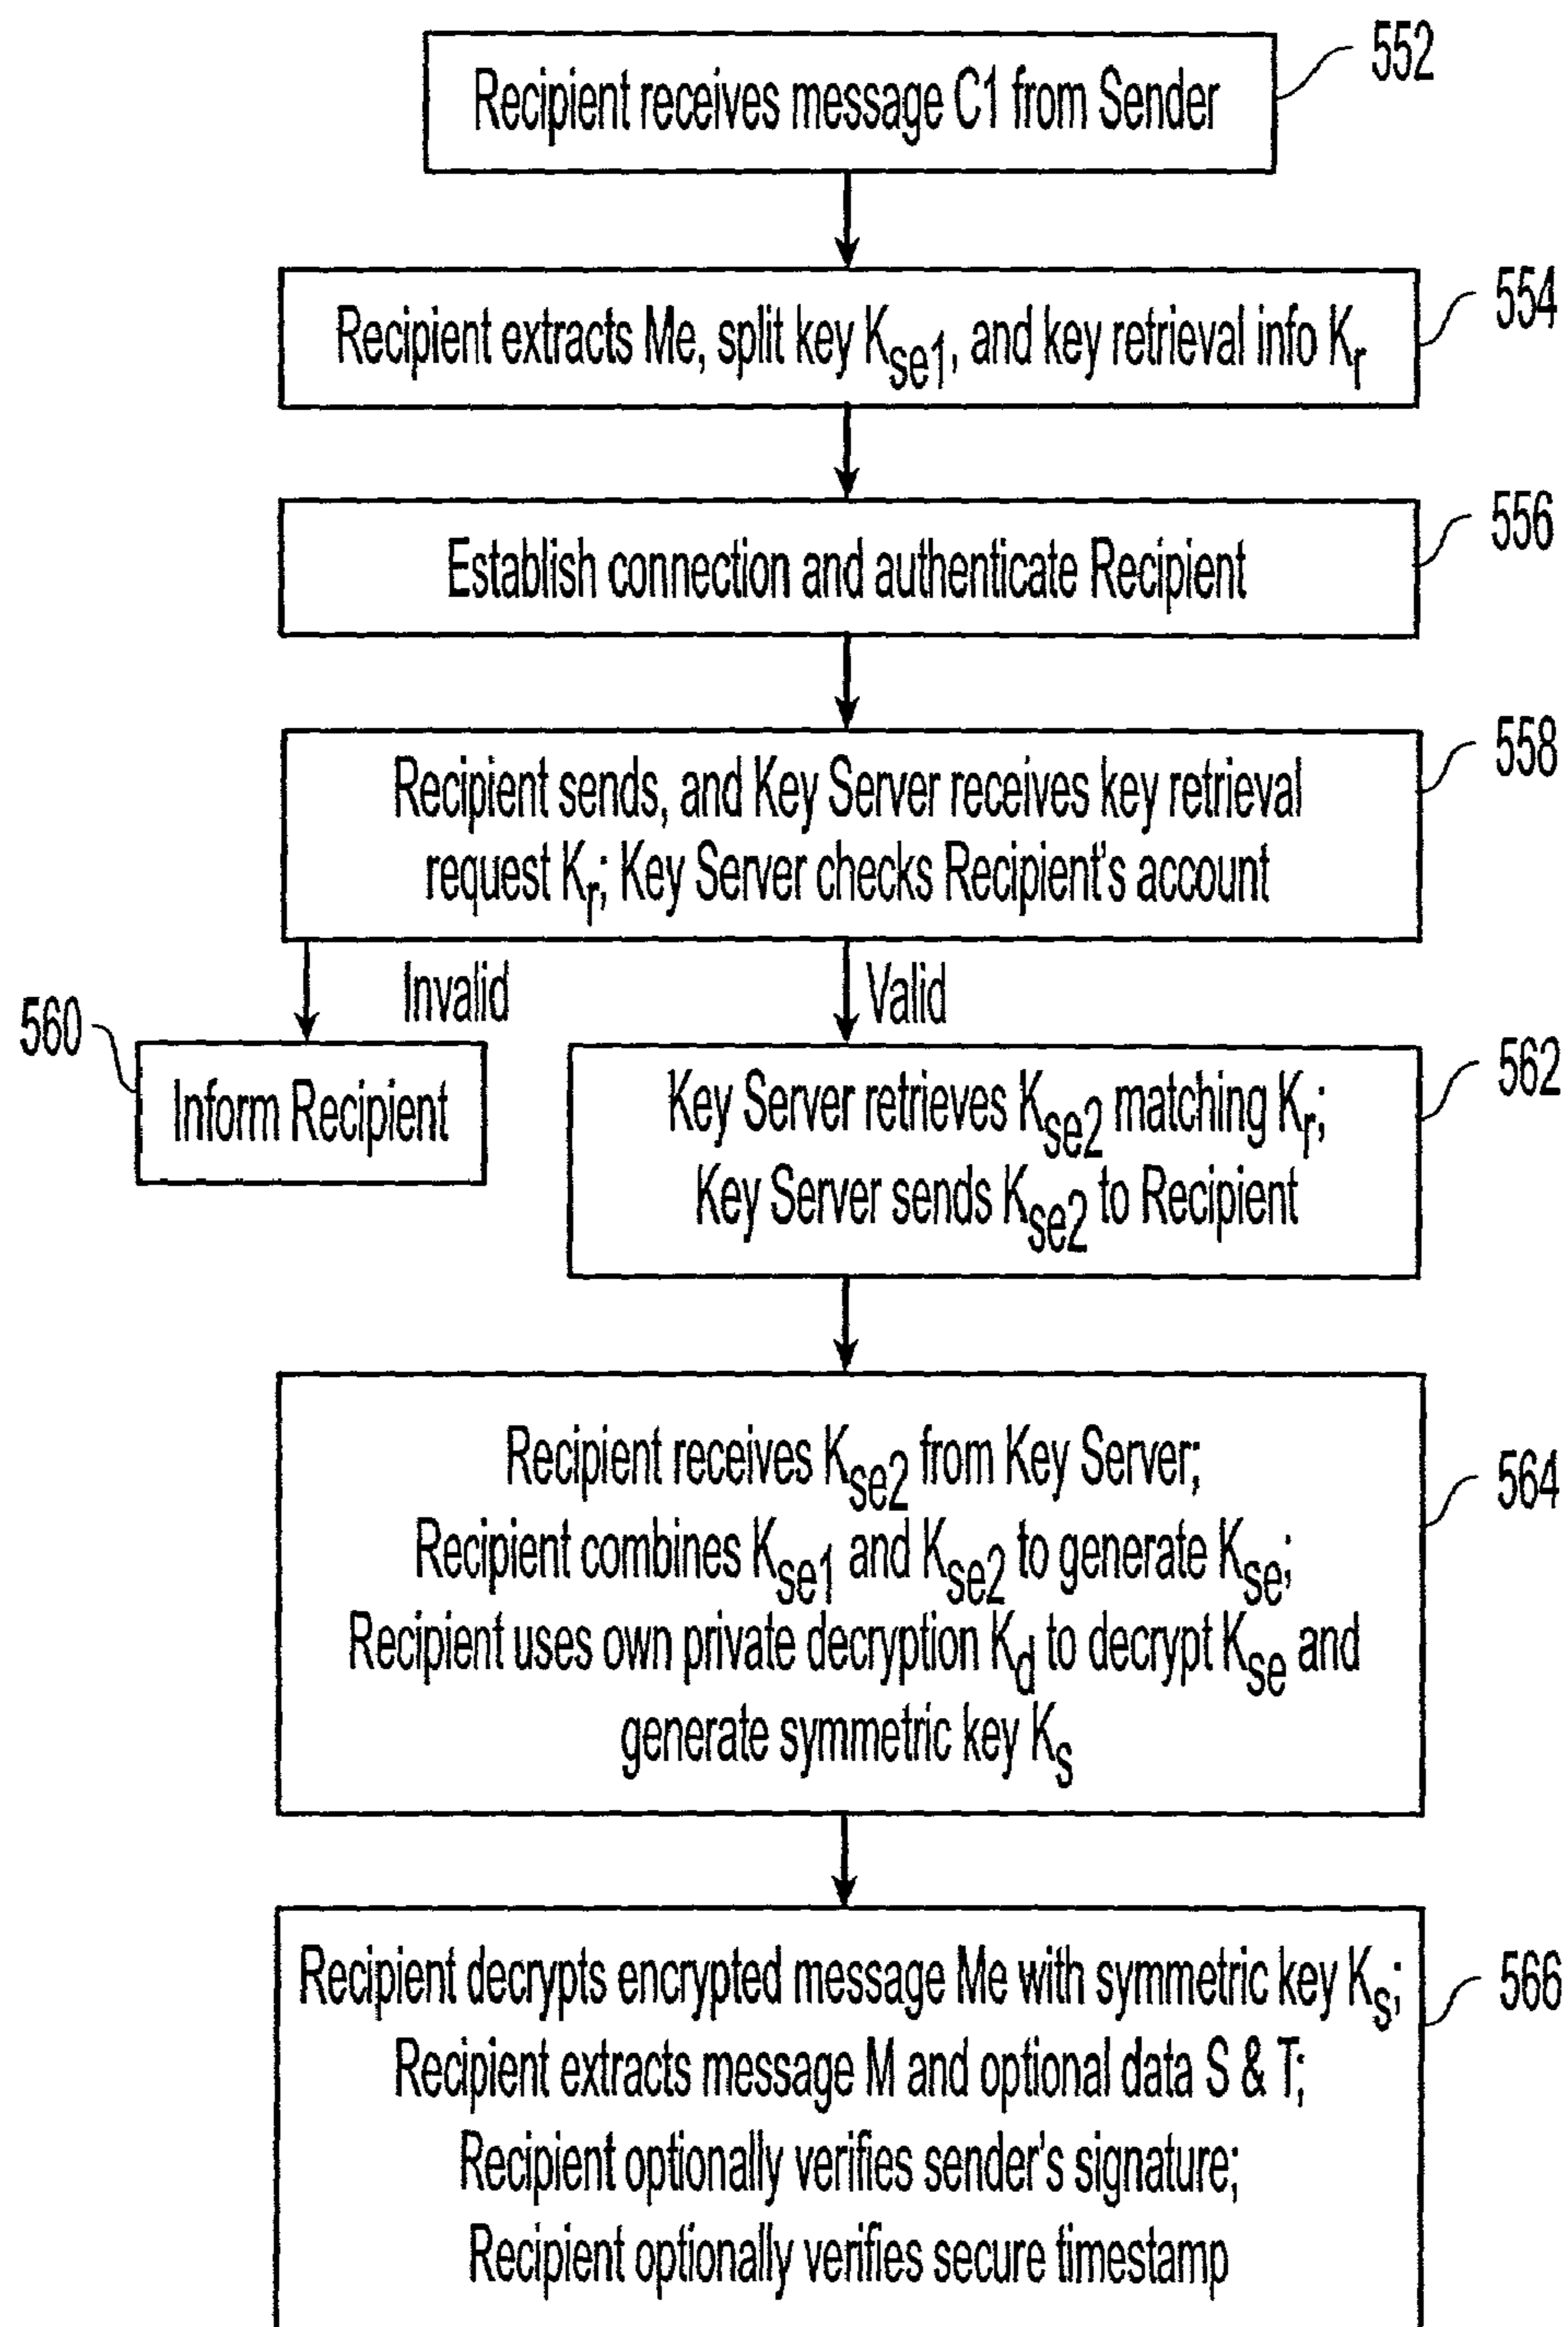 Recipient receives message C1 from Sender
552
Recipient extracts Me, split key Kse1, and key retrieval info Kr
554
Establish connection and authenticate Recipient
556
Recipient sends, and Key Server receives key retrieval
request Kr; Key Server checks Recipient's account
558
Invalid
Valid
560
Inform Recipient
Key Server retrieves Kse2 matching Kr;
Key Server sends Kse2 to Recipient
562
Recipient receives Kse2 from Key Server;
Recipient combines Kse1 and Kse2 to generate Kse;
Recipient uses own private decryption Kd to decrypt Kse and
generate symmetric key Ks
564
Recipient decrypts encrypted message Me with symmetric key Ks;
Recipient extracts message M and optional data S & T;
Recipient optionally verifies sender's signature;
Recipient optionally verifies secure timestamp
566